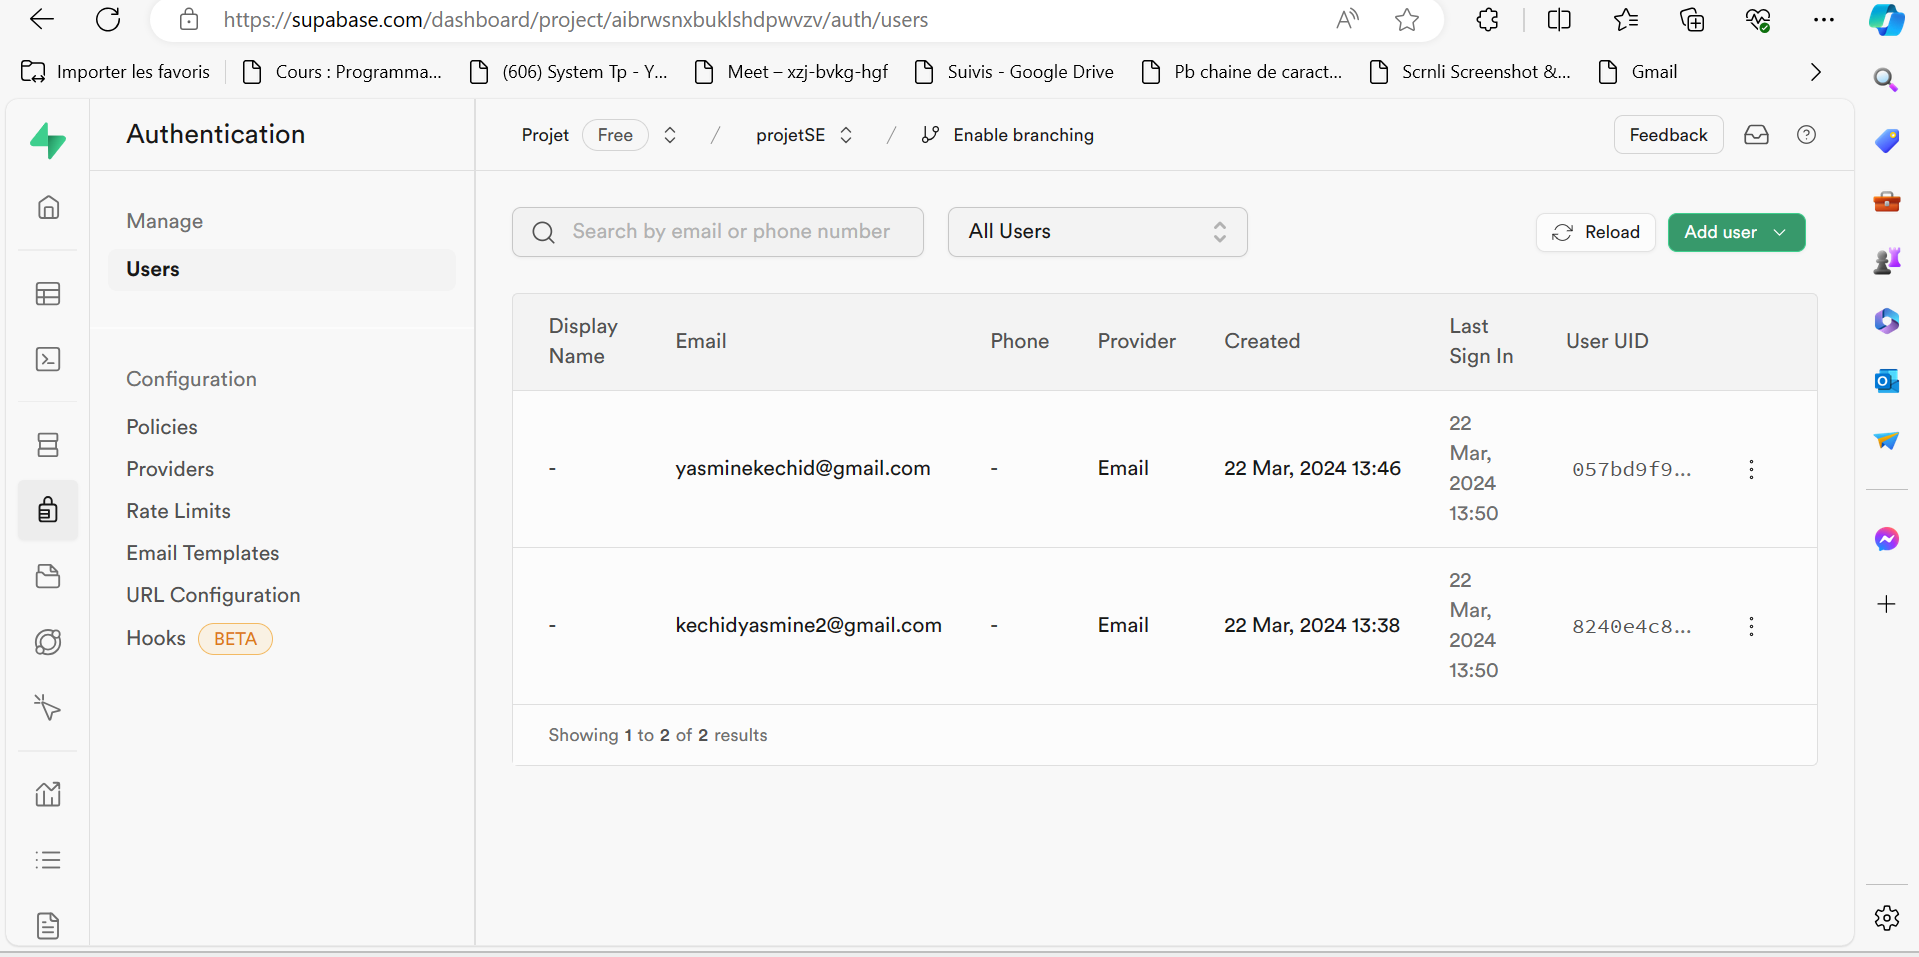 https://supabase.com/dashboard/project/aibrwsnxbuklshdpwvzv/auth/users
Importer les favoris
Cours : Programma...
(606) System Tp - Y...
Meet – xzj-bvkg-hgf
Suivis - Google Drive
Pb chaine de caract...
Scrnli Screenshot &...
Gmail
Authentication
Projet
Free
/
projetSE
/
Enable branching
Feedback
Manage
Users
Configuration
Policies
Providers
Rate Limits
Email Templates
URL Configuration
Hooks BETA
Search by email or phone number
All Users
Reload
Add user
Display
Name
Email
Phone
Provider
Created
Last
Sign In
User UID
-
yasminekechid@gmail.com
-
Email
22 Mar, 2024 13:46
22
Mar,
2024
13:50
057bd9f9...
-
kechidyasmine2@gmail.com
-
Email
22 Mar, 2024 13:38
22
Mar,
2024
13:50
8240e4c8...
Showing 1 to 2 of 2 results